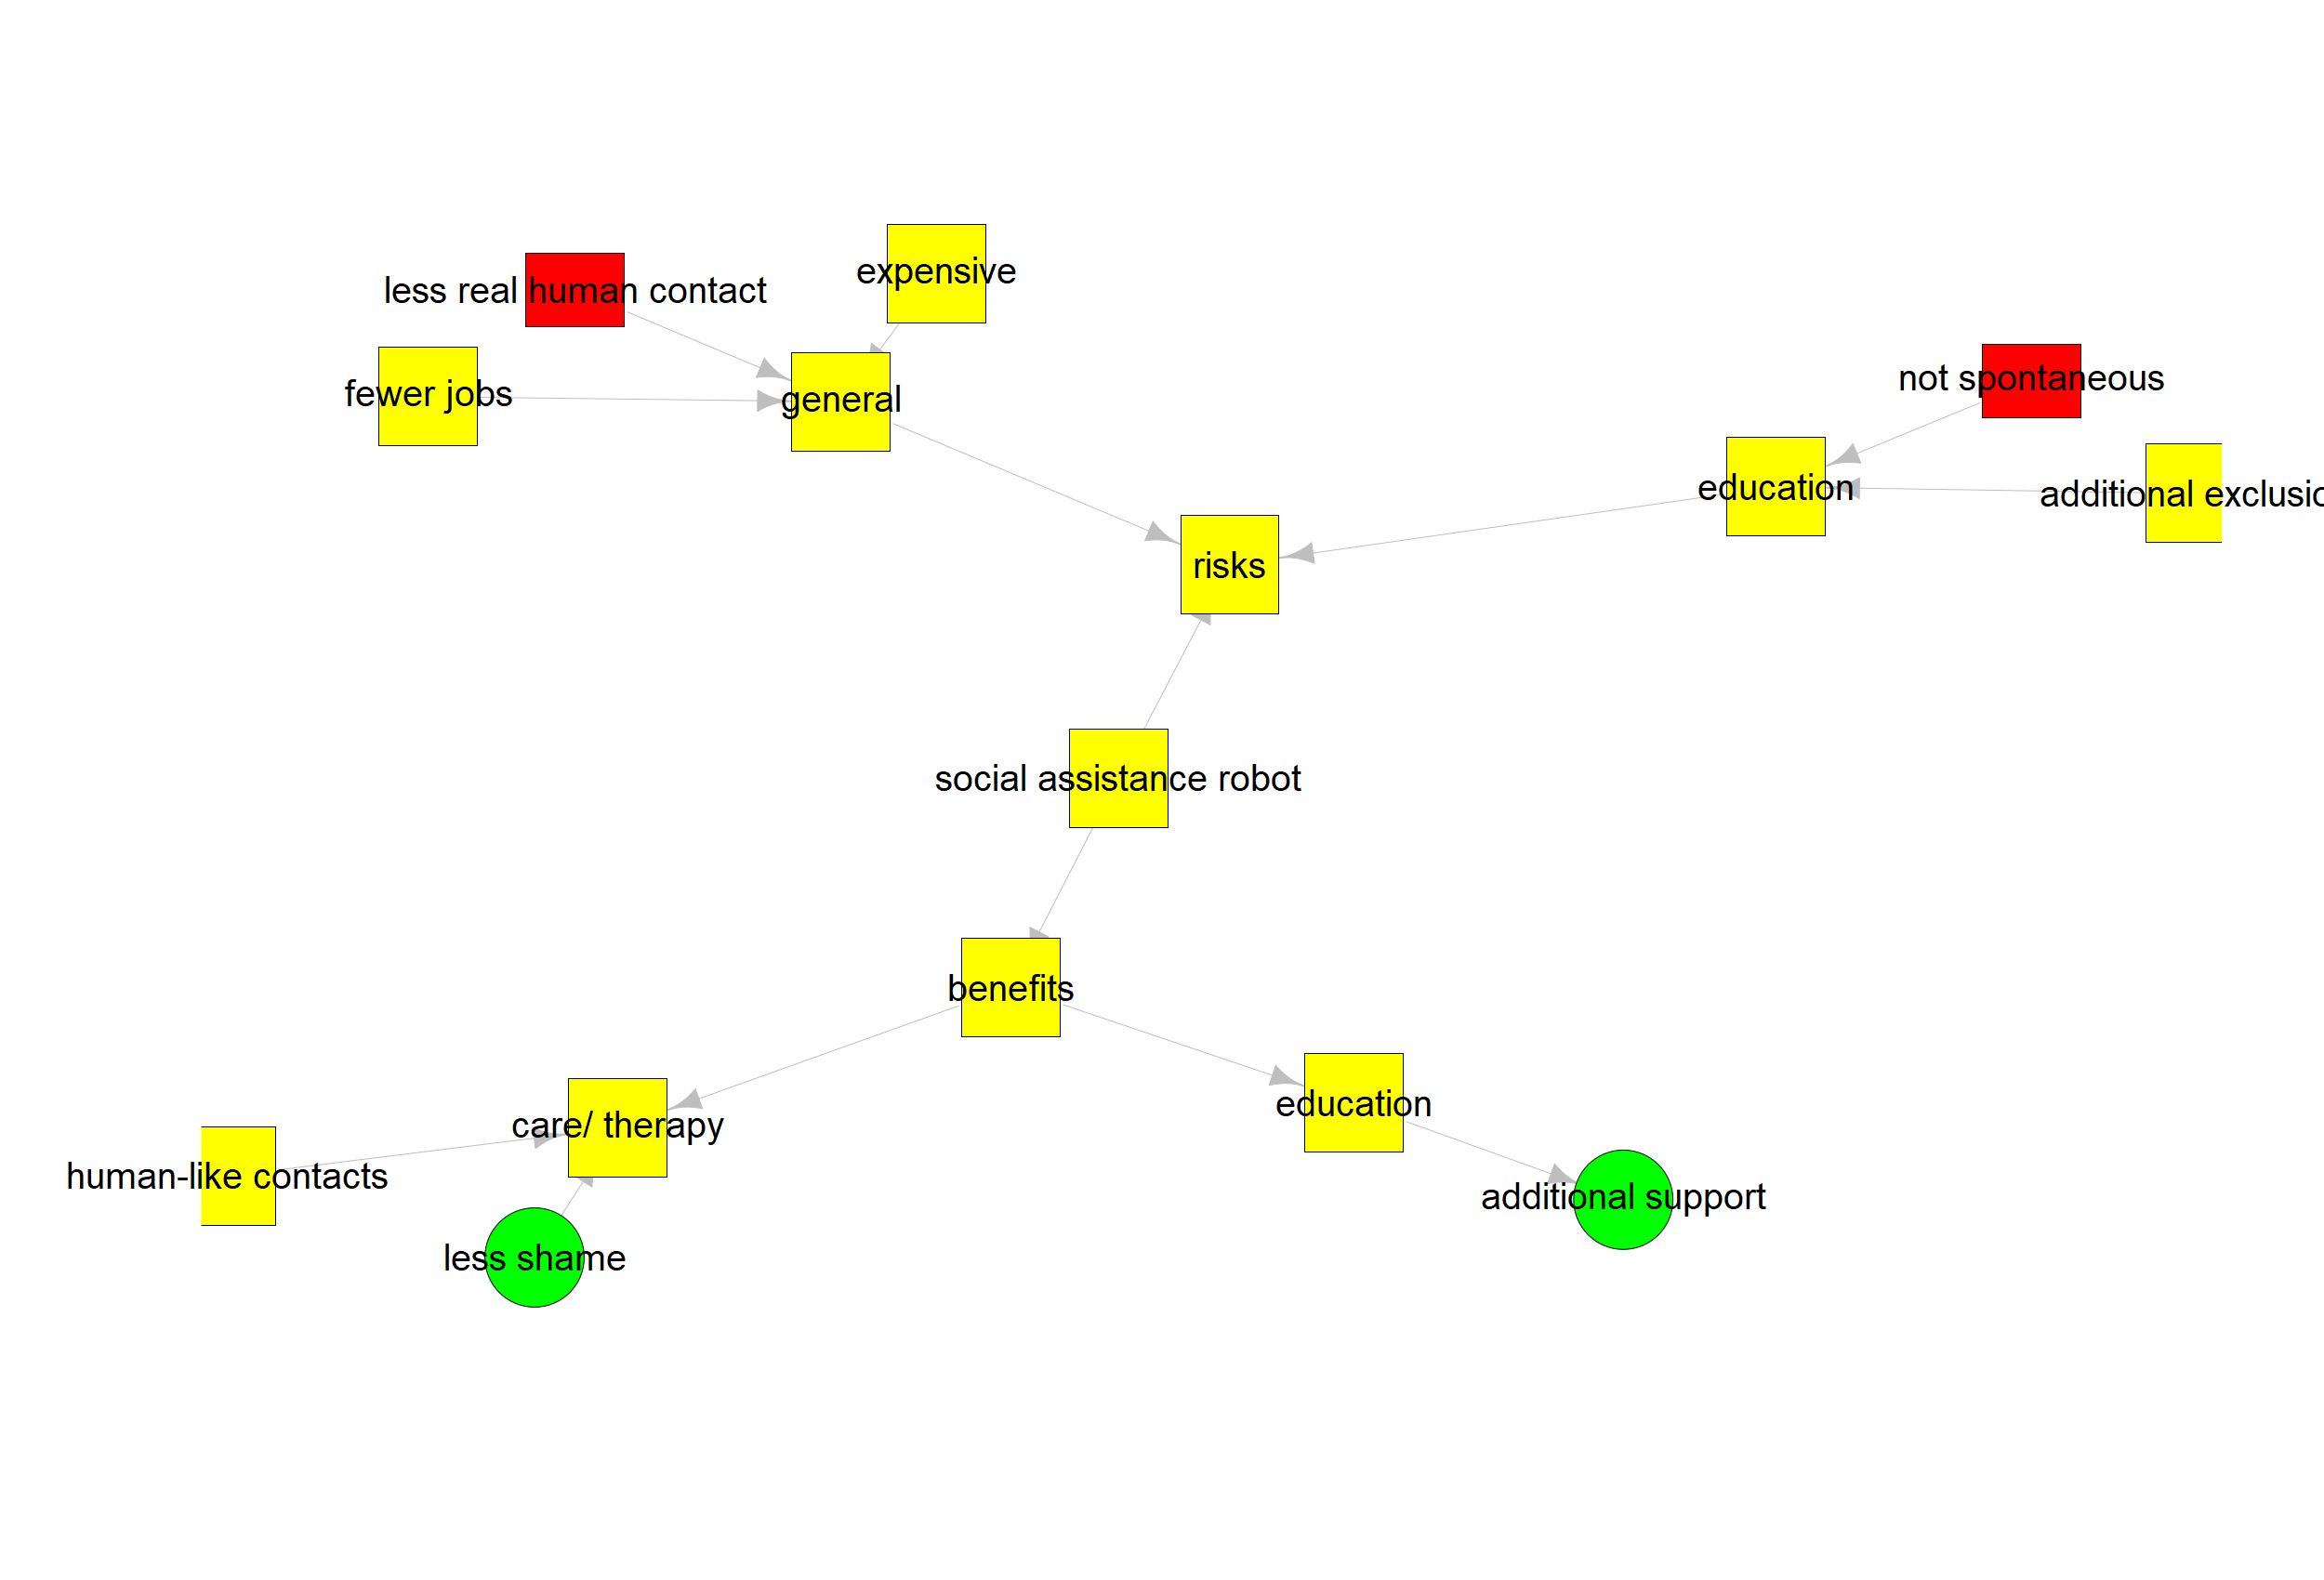 expensive
less real human contact
not spontaneous
fewer jobs
general
education
additional exclusio
risks
social assistance robot
benefits
education
care/ therapy
human-like contacts
additional support
less shame